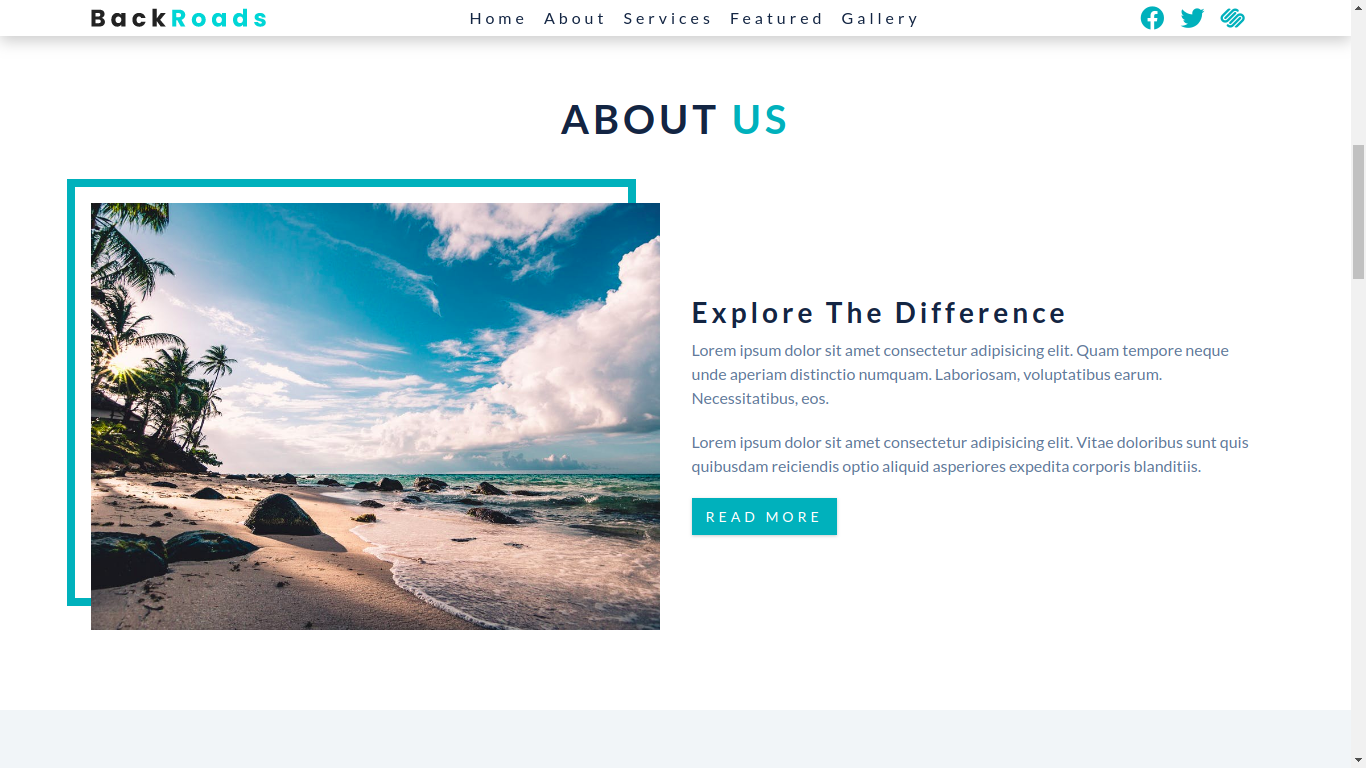 BackRoads
Home About Services Featured Gallery
ABOUT US
Explore The Difference
Lorem ipsum dolor sit amet consectetur adipisicing elit. Quam tempore neque
unde aperiam distinctio numquam. Laboriosam, voluptatibus earum.
Necessitatibus, eos.
Lorem ipsum dolor sit amet consectetur adipisicing elit. Vitae doloribus sunt quis
quibusdam reiciendis optio aliquid asperiores expedita corporis blanditiis.
READ MORE